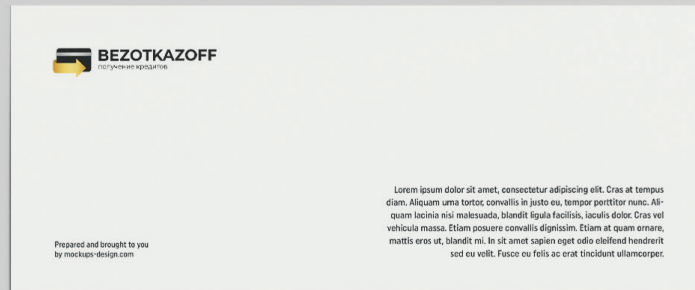 BEZOTKAZOFF
получение кредитов
Lorem ipsum dolor sit amet, consectetur adipiscing elit. Cras at tempus
diam. Aliquam urna tortor, convallis in justo eu, tempor porttitor nunc. Ali-
quam lacinia nisi malesuada, blandit ligula facilisis, iaculis dolor. Cras vel
vehicula massa. Etiam posuere convallis dignissim. Etiam at quam ornare,
mattis eros ut, blandit mi. In sit amet sapien eget odio eleifend hendrerit
sed eu velit. Fusce eu felis ac erat tincidunt ullamcorper.
Prepared and brought to you
by mockups-design.com